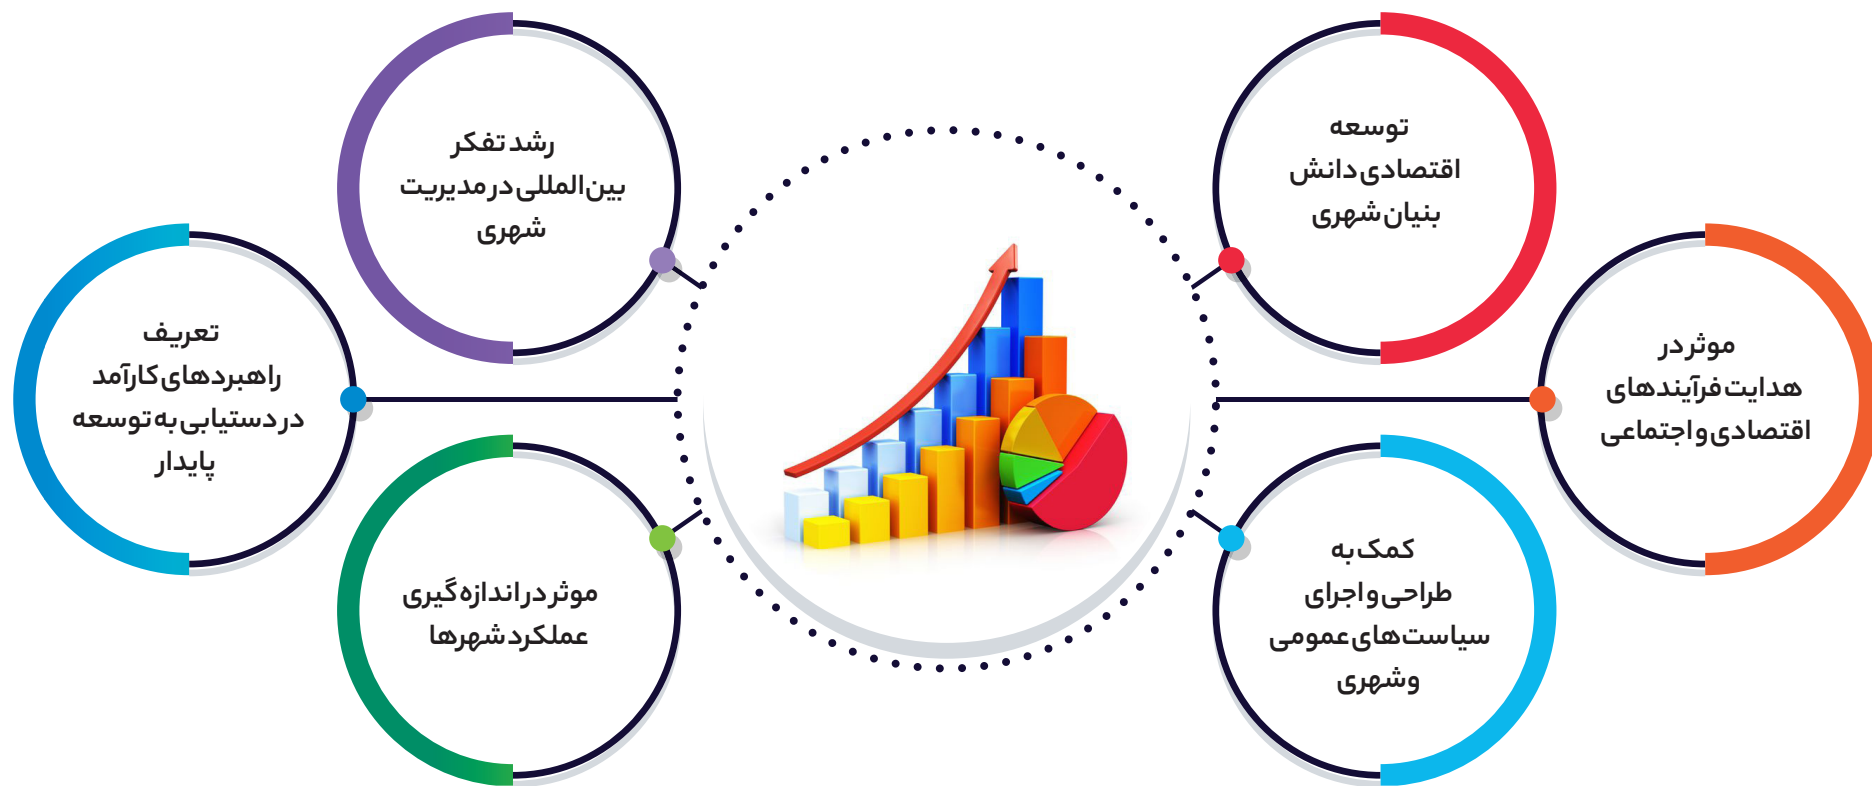 توسعه
اقتصادی دانش
بنیان شهری
موثر در
هدایت فرآیندهای
اقتصادی و اجتماعی
کمک به
طراحی و اجرای
سیاست‌های عمومی
و شهری
رشد تفکر
بین‌المللی در مدیریت
شهری
تعریف
راهبردهای کارآمد
در دستیابی به توسعه
پایدار
موثر در اندازه‌گیری
عملکرد شهرها